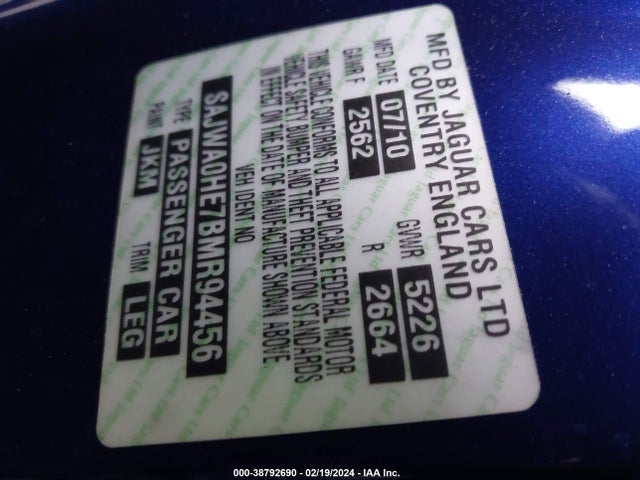 MFD BY JAGUAR CARS LTD
COVENTRY, ENGLAND
MFD DATE 07/10 GVWR 5226
GAWR F 2562 R 2664
THIS VEHICLE CONFORMS TO ALL APPLICABLE FEDERAL MOTOR
VEHICLE SAFETY BUMPER AND THEFT PREVENTION STANDARDS
IN EFFECT ON THE DATE OF MANUFACTURE SHOWN ABOVE.
VEH IDENT NO
SAJWA0HE7BMR94456
TYPE PASSENGER CAR
PAINT JKM TRIM LEG
000-38792690 - 02/19/2024 - IAA Inc.